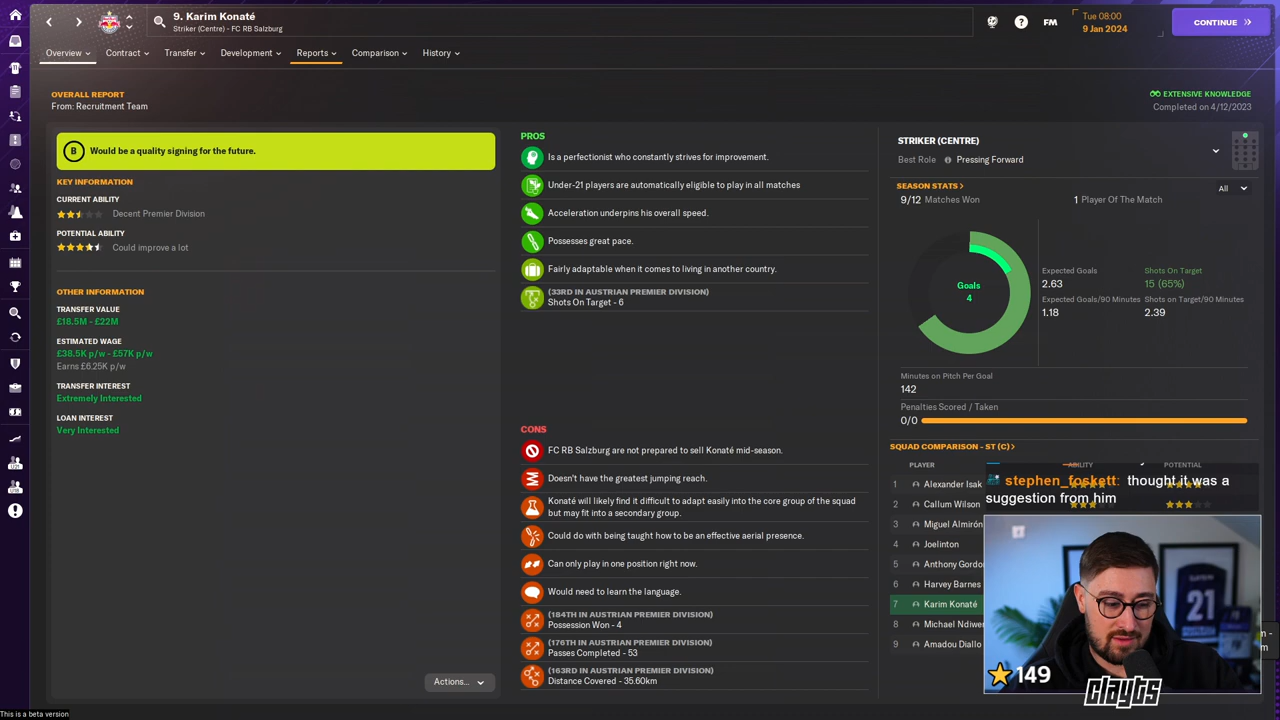 9. Karim Konaté
Striker (Centre) - FC RB Salzburg
FM
Tue 08:00
9 Jan 2024
CONTINUE
Overview
Contract
Transfer
Development
Reports
Comparison
History
OVERALL REPORT
From: Recruitment Team
EXTENSIVE KNOWLEDGE
Completed on 4/12/2023
B Would be a quality signing for the future.
KEY INFORMATION
CURRENT ABILITY
Decent Premier Division
POTENTIAL ABILITY
Could improve a lot
OTHER INFORMATION
TRANSFER VALUE
£18.5M - £22M
ESTIMATED WAGE
£38.5K p/w - £57K p/w
Earns £6.25K p/w
TRANSFER INTEREST
Extremely Interested
LOAN INTEREST
Very Interested
Actions...
PROS
Is a perfectionist who constantly strives for improvement.
Under-21 players are automatically eligible to play in all matches
Acceleration underpins his overall speed.
Possesses great pace.
Fairly adaptable when it comes to living in another country.
(33RD IN AUSTRIAN PREMIER DIVISION)
Shots On Target - 6
CONS
FC RB Salzburg are not prepared to sell Konaté mid-season.
Doesn't have the greatest jumping reach.
Konaté will likely find it difficult to adapt easily into the core group of the squad
but may fit into a secondary group.
Could do with being taught how to be an effective aerial presence.
Can only play in one position right now.
Would need to learn the language.
(184TH IN AUSTRIAN PREMIER DIVISION)
Possession Won - 4
(176TH IN AUSTRIAN PREMIER DIVISION)
Passes Completed - 53
(163RD IN AUSTRIAN PREMIER DIVISION)
Distance Covered - 35.60km
STRIKER (CENTRE)
Best Role Pressing Forward
SEASON STATS >
All
9/12 Matches Won
1 Player Of The Match
Goals
4
Expected Goals
2.63
Shots On Target
15 (65%)
Expected Goals/90 Minutes
1.18
Shots on Target/90 Minutes
2.39
Minutes on Pitch Per Goal
142
Penalties Scored / Taken
0/0
SQUAD COMPARISON - ST (C) >
PLAYER ABILITY POTENTIAL
1 Alexander Isak
2 Callum Wilson
3 Miguel Almirón
4 Joelinton
5 Anthony Gordo
6 Harvey Barnes
7 Karim Konaté
8 Michael Ndiwe
9 Amadou Diallo
stephen_foskett: thought it was a
suggestion from him
21
149
clayts
This is a beta version